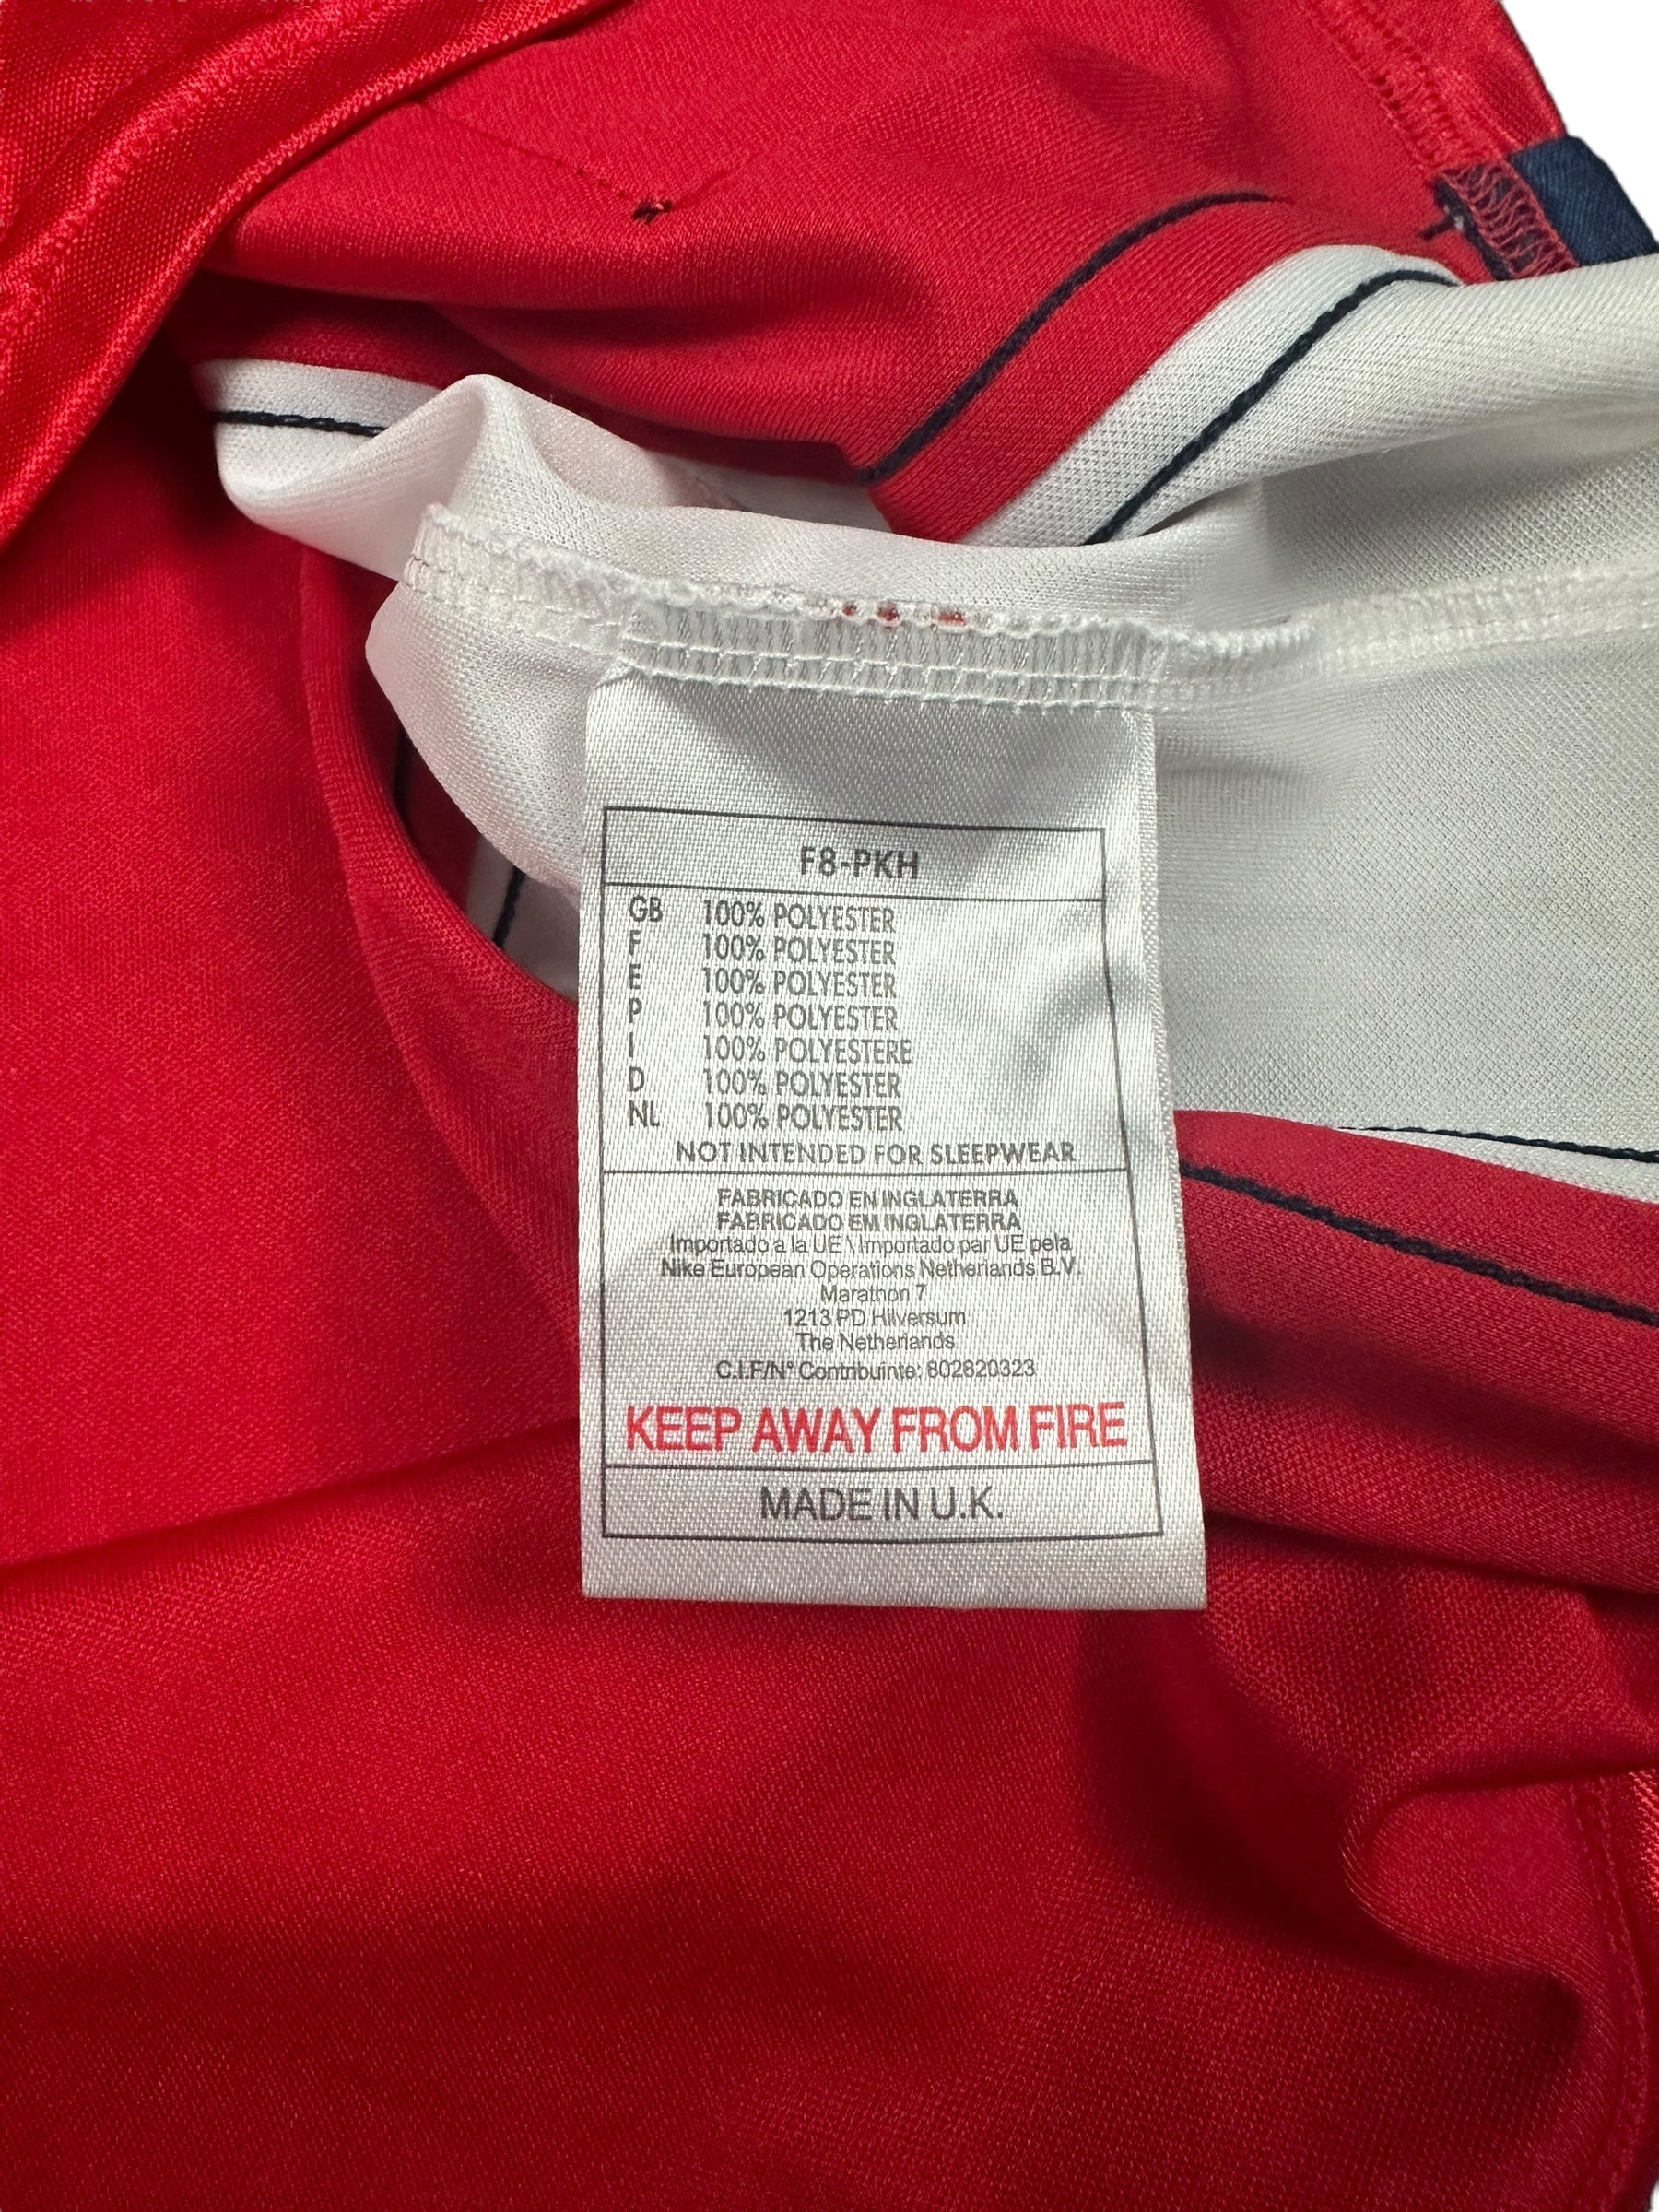 F8-PKH
GB 100% POLYESTER
F 100% POLYESTER
E 100% POLYESTER
P 100% POLYESTER
I 100% POLYESTERE
D 100% POLYESTER
NL 100% POLYESTER
NOT INTENDED FOR SLEEPWEAR
FABRICADO EN INGLATERRA
FABRICADO EM INGLATERRA
Importado a la UE \ Importado par UE pela
Nike European Operations Netherlands B.V.
Marathon 7
1213 PD Hilversum
The Netherlands
C.I.F/N° Contribuinte: 802820323
KEEP AWAY FROM FIRE
MADE IN U.K.